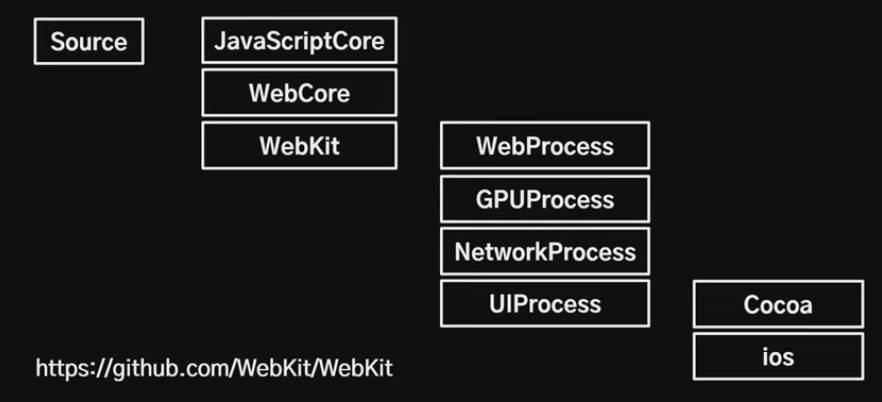 Source
JavaScriptCore
WebCore
WebKit
WebProcess
GPUProcess
NetworkProcess
UIProcess
Cocoa
ios
https://github.com/WebKit/WebKit